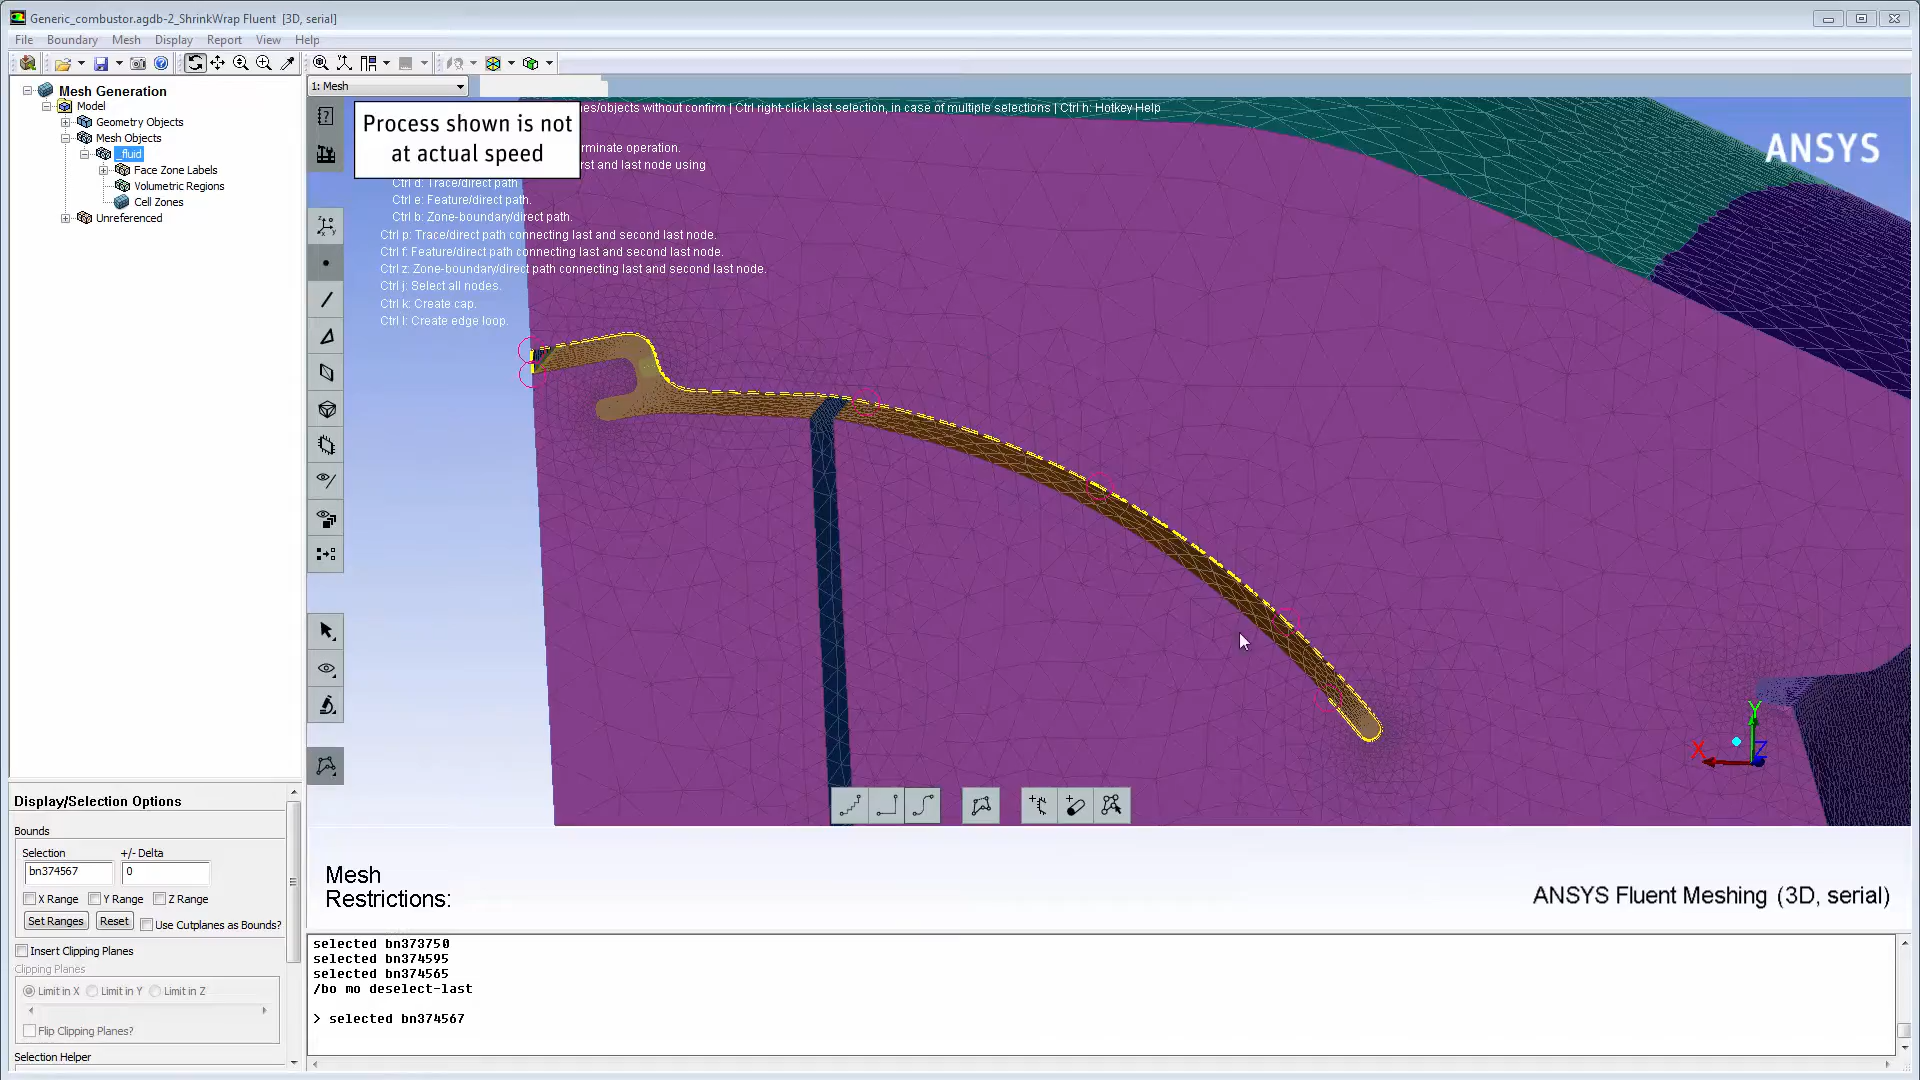 Generic_combustor.agdb-2_ShrinkWrap Fluent [3D, serial]
File Boundary Mesh Display Report View Help
Mesh Generation
Model
Geometry Objects
Mesh Objects
_fluid
Face Zone Labels
Volumetric Regions
Cell Zones
Unreferenced
1: Mesh
Process shown is not
at actual speed
nes/objects without confirm | Ctrl right-click last selection, in case of multiple selections | Ctrl h: Hotkey Help
rminate operation.
rst and last node using
Ctrl d: Trace/direct path
Ctrl e: Feature/direct path.
Ctrl b: Zone-boundary/direct path.
Ctrl p: Trace/direct path connecting last and second last node.
Ctrl f: Feature/direct path connecting last and second last node.
Ctrl z: Zone-boundary/direct path connecting last and second last node.
Ctrl j: Select all nodes.
Ctrl k: Create cap.
Ctrl l: Create edge loop.
ANSYS
Y
X
Z
Mesh
Restrictions:
ANSYS Fluent Meshing (3D, serial)
Display/Selection Options
Bounds
Selection +/- Delta
bn374567 0
X Range Y Range Z Range
Set Ranges Reset Use Cutplanes as Bounds?
Insert Clipping Planes
Clipping Planes
Limit in X Limit in Y Limit in Z
Flip Clipping Planes?
Selection Helper
selected bn373750
selected bn374595
selected bn374565
/bo mo deselect-last
> selected bn374567